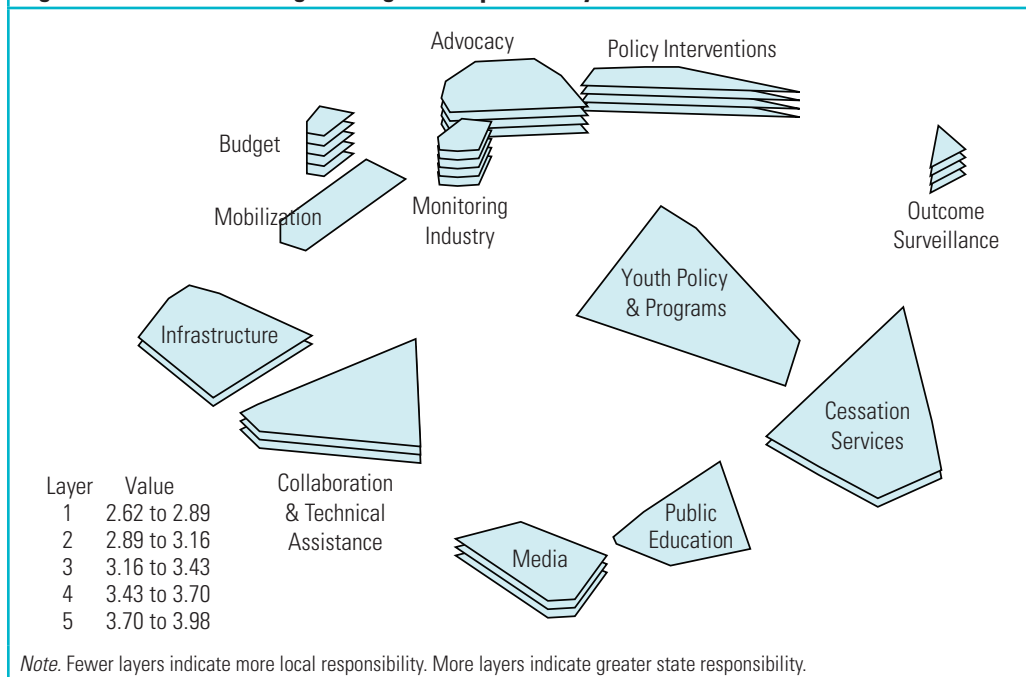 Advocacy
Policy Interventions
Budget
Mobilization
Monitoring
Industry
Outcome
Surveillance
Youth Policy
& Programs
Infrastructure
Cessation
Services
Collaboration
& Technical
Assistance
Public
Education
Media
Layer Value
1 2.62 to 2.89
2 2.89 to 3.16
3 3.16 to 3.43
4 3.43 to 3.70
5 3.70 to 3.98
Note. Fewer layers indicate more local responsibility. More layers indicate greater state responsibility.